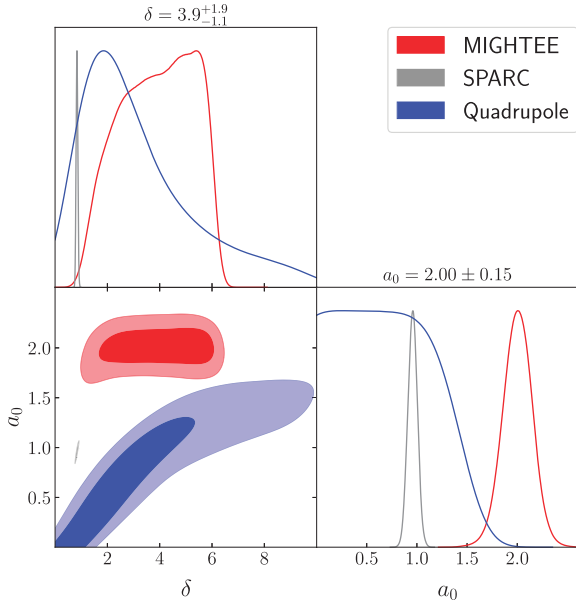 δ = 3.9^{+1.9}_{−1.1}
MIGHTEE
SPARC
Quadrupole
a₀ = 2.00 ± 0.15
2.0
1.5
1.0
0.5
a₀
2 4 6 8
0.5 1.0 1.5 2.0
δ
a₀